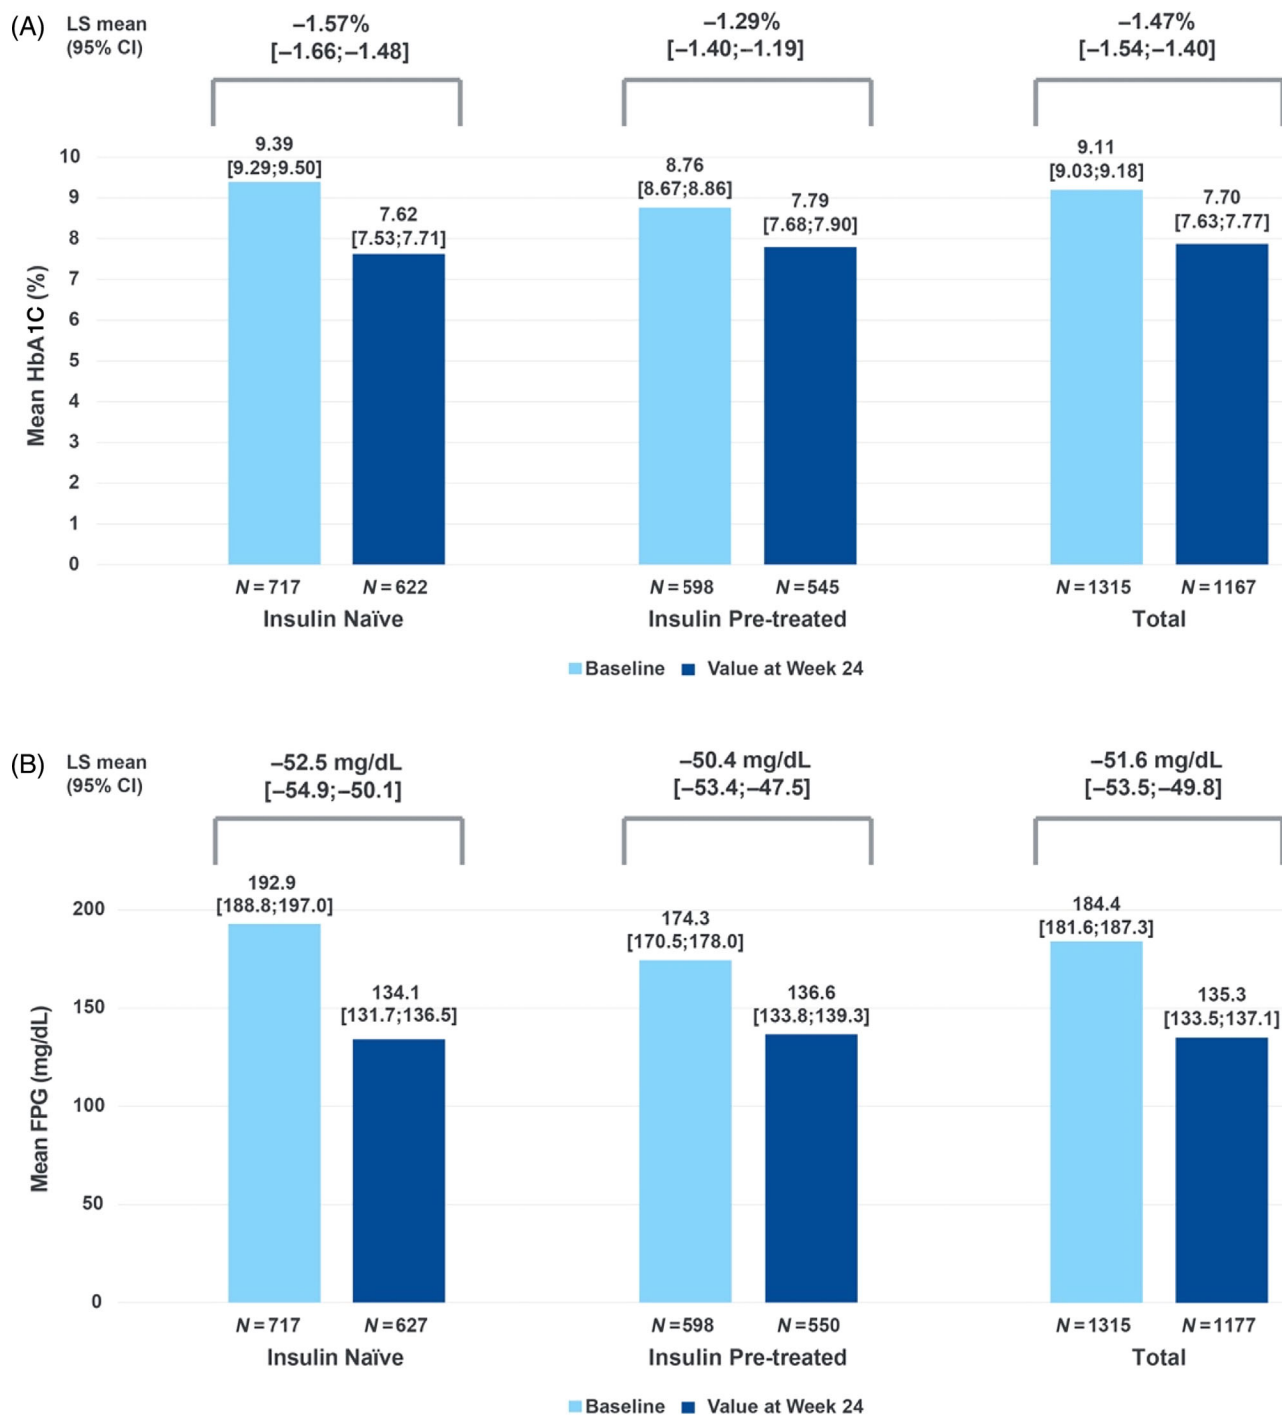 (A)
LS mean
(95% CI)
–1.57%
[–1.66;–1.48]
–1.29%
[–1.40;–1.19]
–1.47%
[–1.54;–1.40]
9.39
[9.29;9.50]
7.62
[7.53;7.71]
8.76
[8.67;8.86]
7.79
[7.68;7.90]
9.11
[9.03;9.18]
7.70
[7.63;7.77]
Mean HbA1C (%)
10
9
8
7
6
5
4
3
2
1
0
N = 717
N = 622
N = 598
N = 545
N = 1315
N = 1167
Insulin Naïve
Insulin Pre-treated
Total
Baseline
Value at Week 24
(B)
LS mean
(95% CI)
–52.5 mg/dL
[–54.9;–50.1]
–50.4 mg/dL
[–53.4;–47.5]
–51.6 mg/dL
[–53.5;–49.8]
192.9
[188.8;197.0]
134.1
[131.7;136.5]
174.3
[170.5;178.0]
136.6
[133.8;139.3]
184.4
[181.6;187.3]
135.3
[133.5;137.1]
Mean FPG (mg/dL)
200
150
100
50
0
N = 717
N = 627
N = 598
N = 550
N = 1315
N = 1177
Insulin Naïve
Insulin Pre-treated
Total
Baseline
Value at Week 24